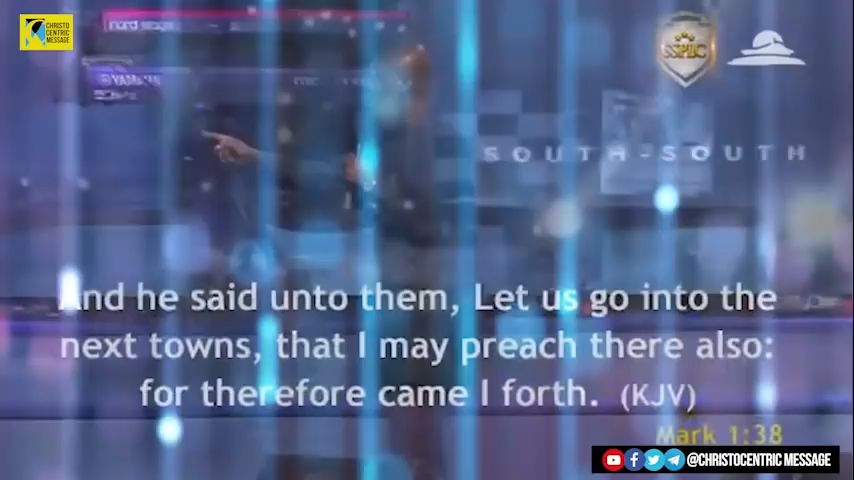 CHRISTO
CENTRIC
MESSAGE
nord stage
YAMAHA
SSPBC
SOUTH-SOUTH
And he said unto them, Let us go into the
next towns, that I may preach there also:
for therefore came I forth. (KJV)
Mark 1:38
@CHRISTOCENTRIC MESSAGE